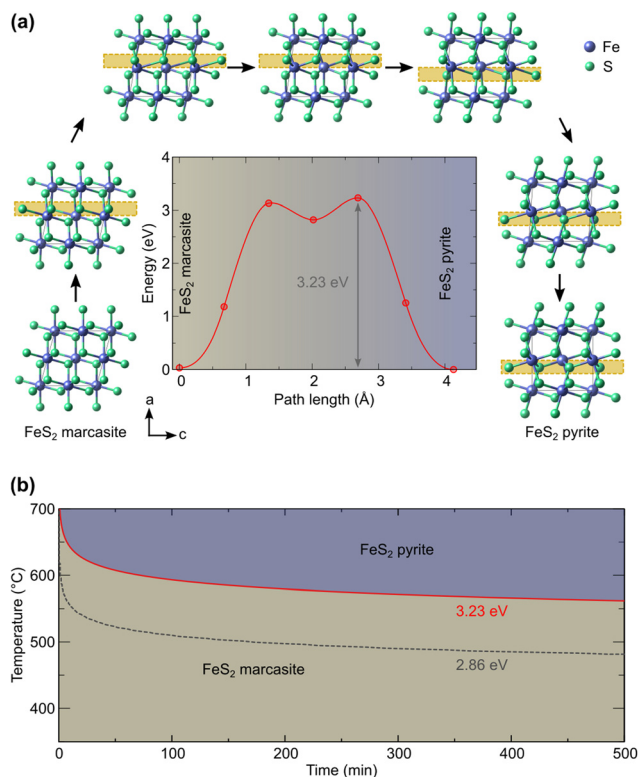 (a)
Fe
S
4
3
2
1
0
Energy (eV)
FeS₂ marcasite
3.23 eV
FeS₂ pyrite
0
1
2
3
4
Path length (Å)
FeS₂ marcasite
a
c
FeS₂ pyrite
(b)
700
600
500
400
Temperature (°C)
FeS₂ pyrite
3.23 eV
2.86 eV
FeS₂ marcasite
0
100
200
300
400
500
Time (min)